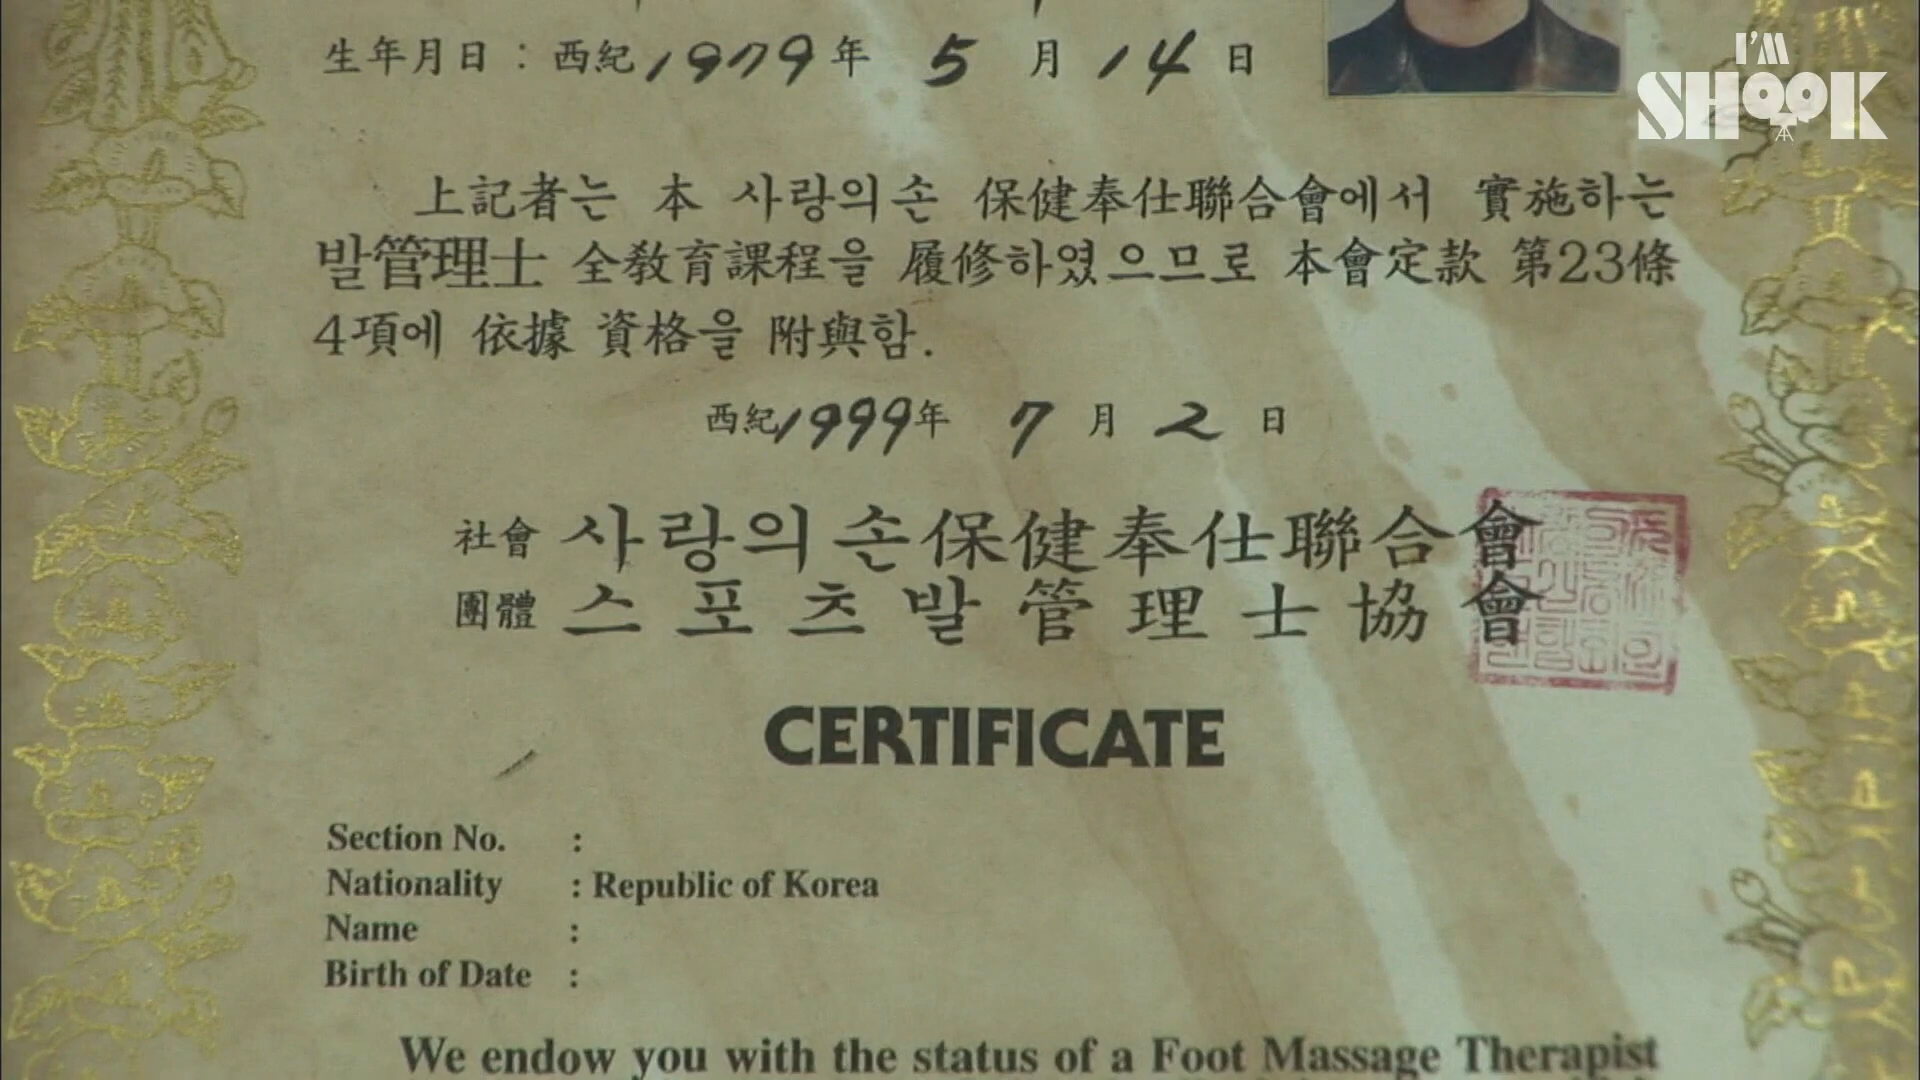 生年月日 : 西紀 1979 年 5 月 14 日
I'M
SHOOK
上記者는 本 사랑의손 保健奉仕聯合會에서 實施하는
발管理士 全教育課程을 履修하였으므로 本會定款 第23條
4項에 依據 資格을 附與함.
西紀 1999年 7 月 2 日
社會 사랑의손保健奉仕聯合會
團體 스포츠발管理士協會
CERTIFICATE
Section No. :
Nationality : Republic of Korea
Name :
Birth of Date :
We endow you with the status of a Foot Massage Therapist